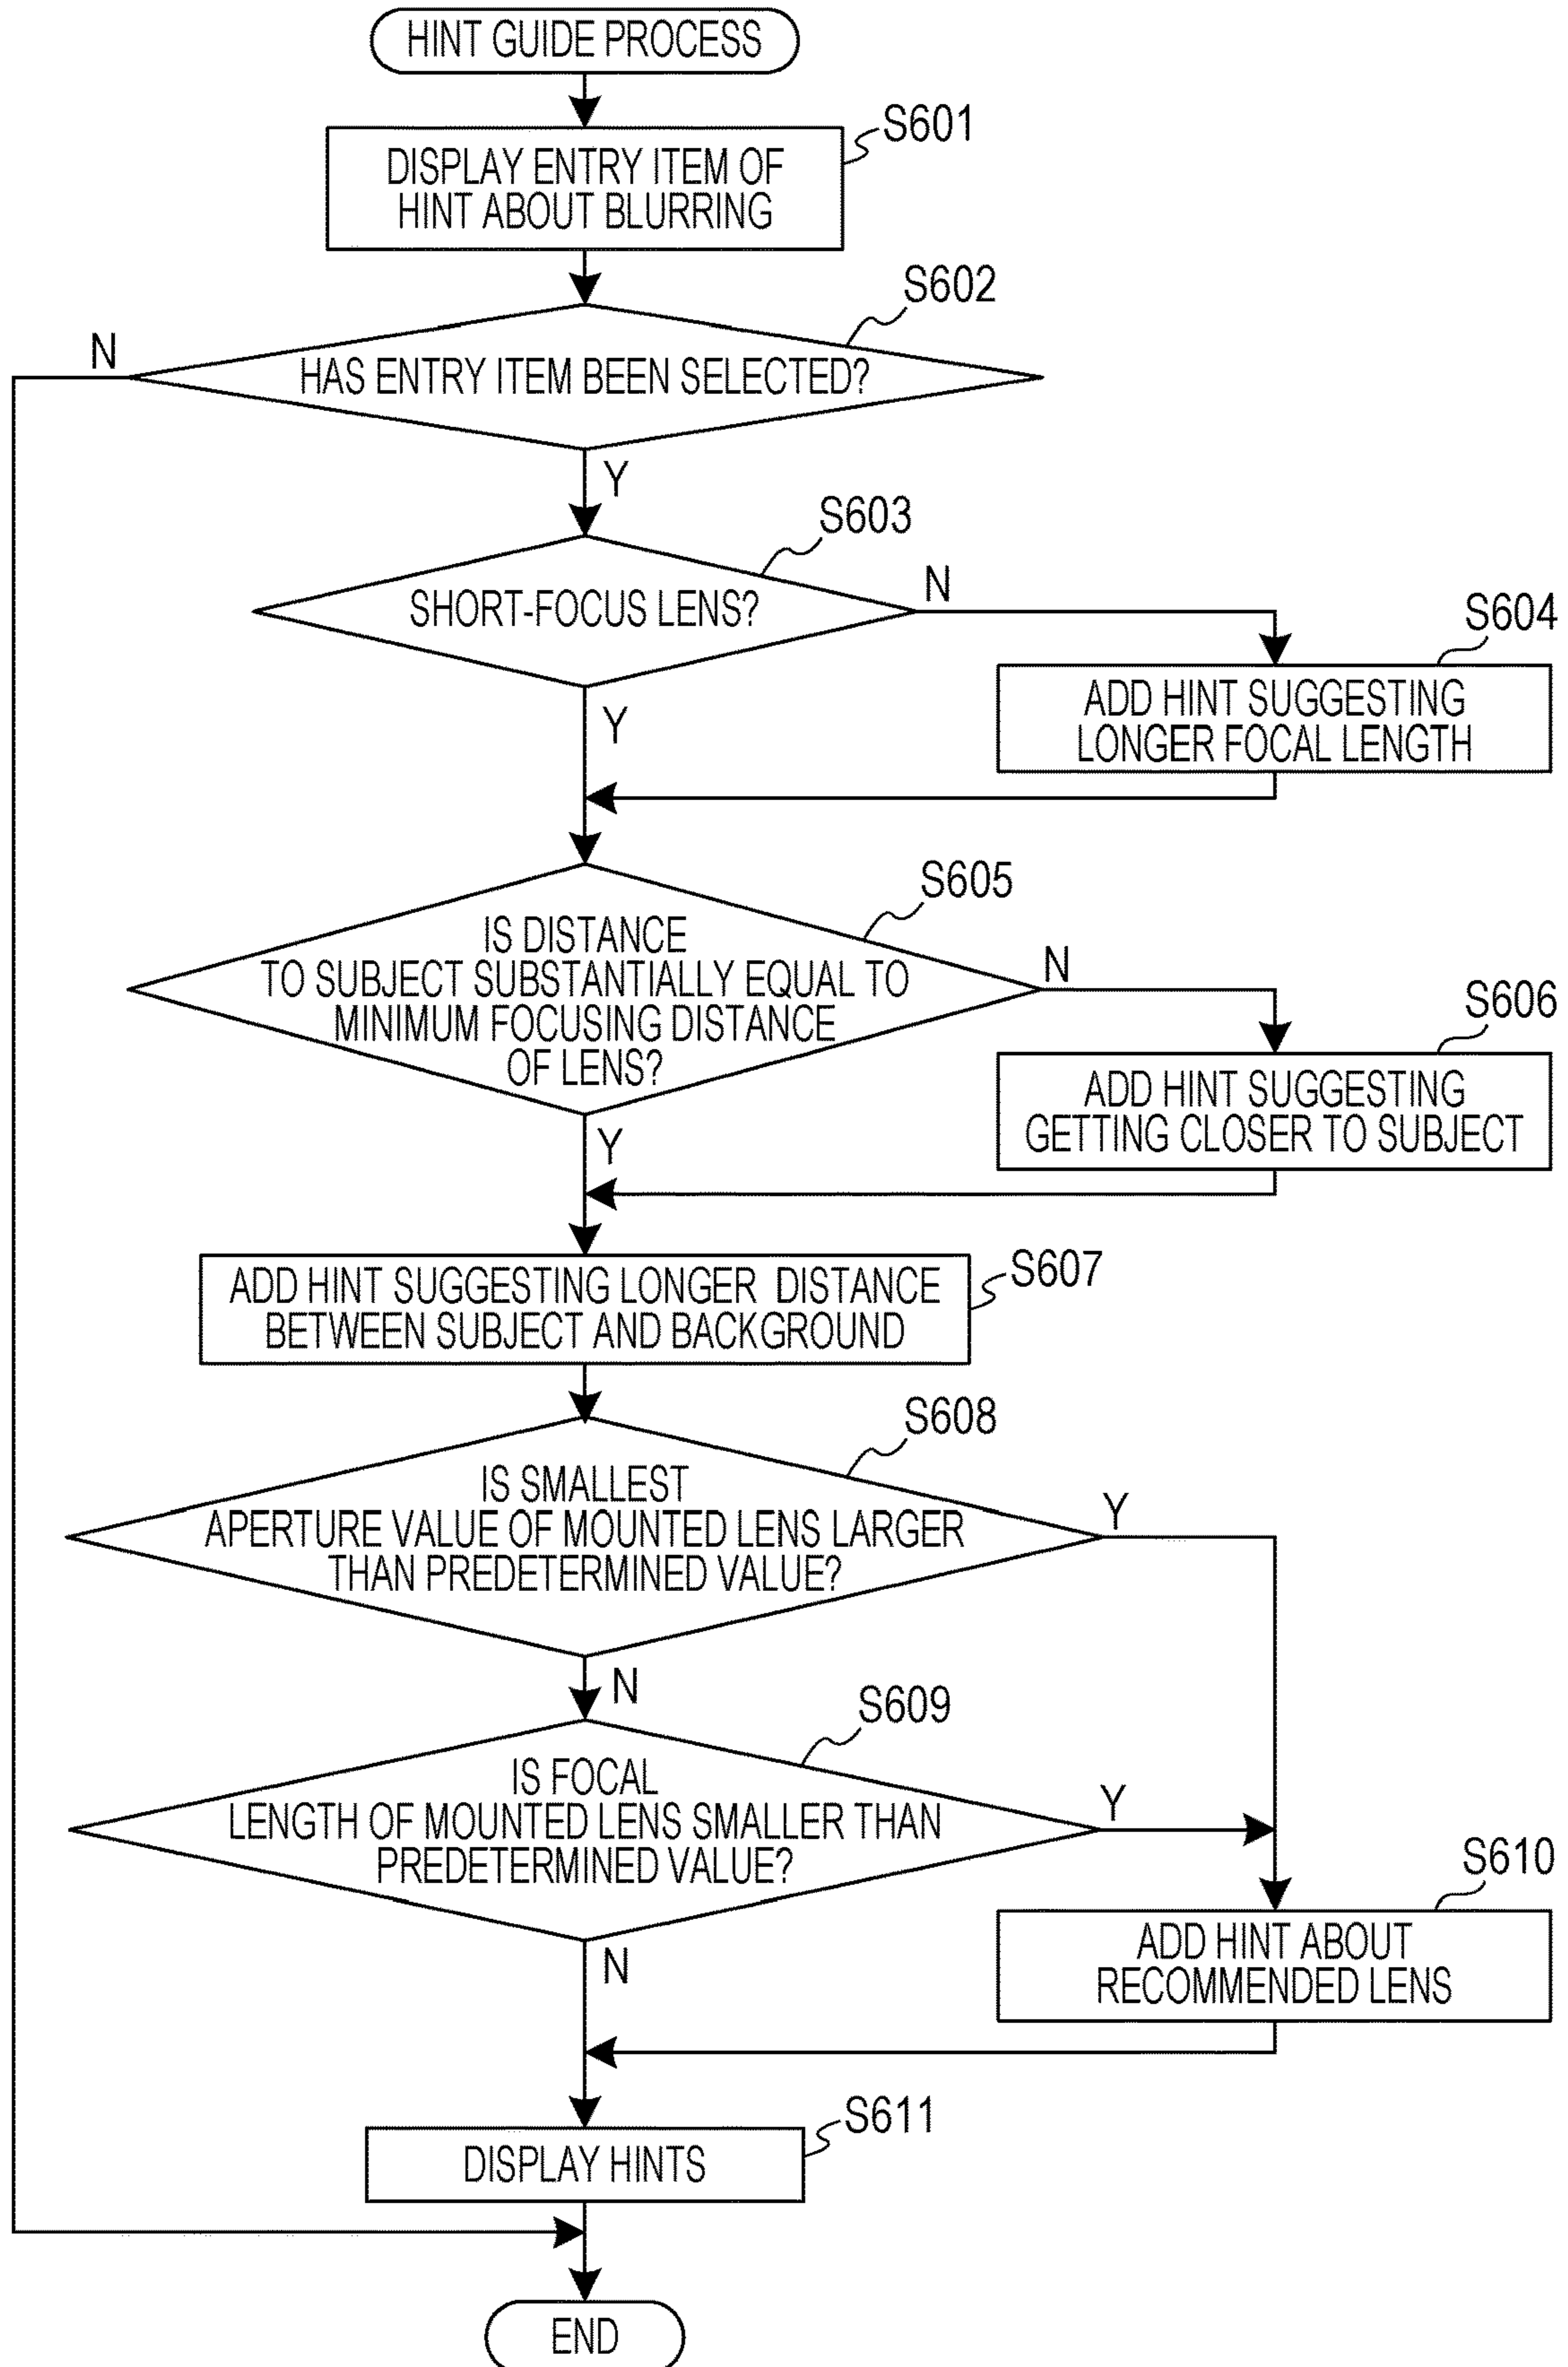 HINT GUIDE PROCESS
S601
DISPLAY ENTRY ITEM OF
HINT ABOUT BLURRING
S602
N
HAS ENTRY ITEM BEEN SELECTED?
Y
S603
SHORT-FOCUS LENS?
N
S604
ADD HINT SUGGESTING
LONGER FOCAL LENGTH
Y
S605
IS DISTANCE
TO SUBJECT SUBSTANTIALLY EQUAL TO
MINIMUM FOCUSING DISTANCE
OF LENS?
N
S606
ADD HINT SUGGESTING
GETTING CLOSER TO SUBJECT
Y
S607
ADD HINT SUGGESTING LONGER DISTANCE
BETWEEN SUBJECT AND BACKGROUND
S608
IS SMALLEST
APERTURE VALUE OF MOUNTED LENS LARGER
THAN PREDETERMINED VALUE?
Y
N
S609
IS FOCAL
LENGTH OF MOUNTED LENS SMALLER THAN
PREDETERMINED VALUE?
Y
S610
ADD HINT ABOUT
RECOMMENDED LENS
N
S611
DISPLAY HINTS
END